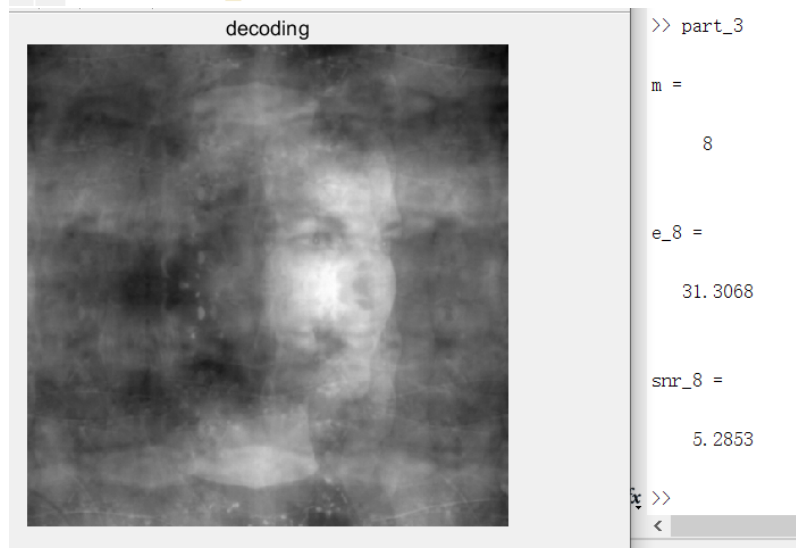 decoding
>> part_3
m =
8
e_8 =
31.3068
snr_8 =
5.2853
fx >>
<